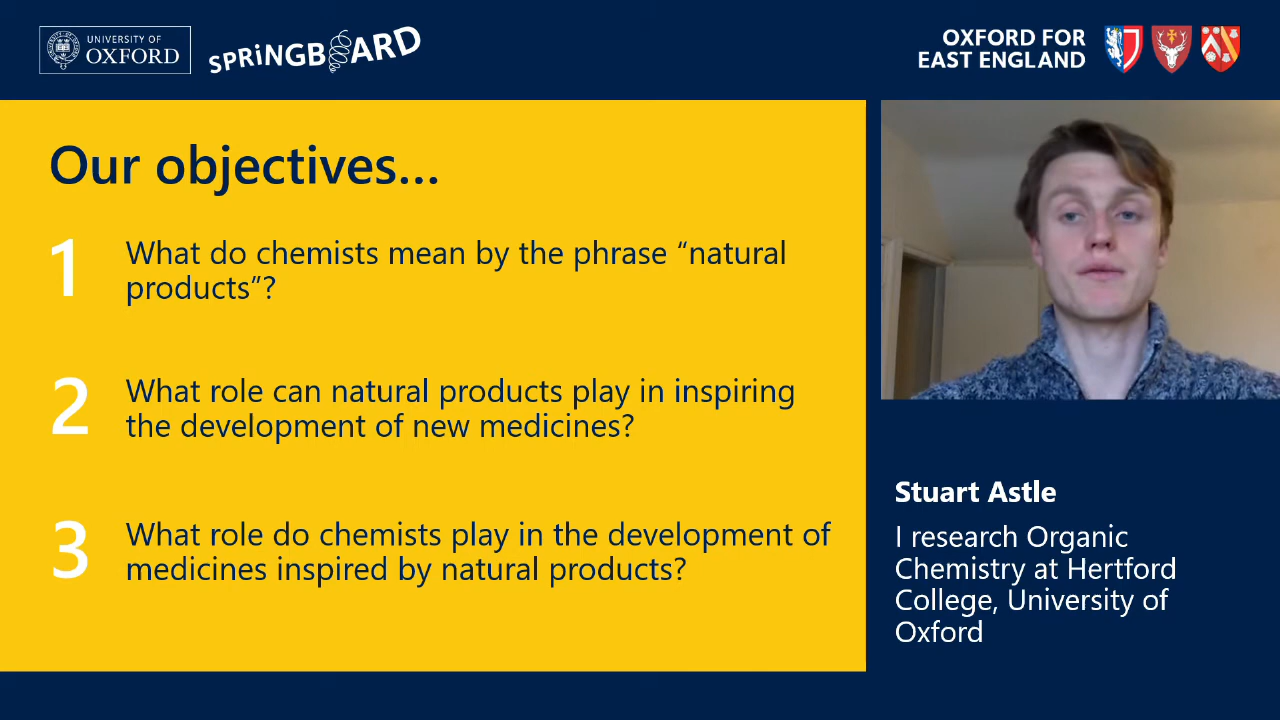 UNIVERSITY OF
OXFORD
SPRiNGBOARD
OXFORD FOR
EAST ENGLAND
Our objectives...
1
What do chemists mean by the phrase “natural
products”?
2
What role can natural products play in inspiring
the development of new medicines?
3
What role do chemists play in the development of
medicines inspired by natural products?
Stuart Astle
I research Organic
Chemistry at Hertford
College, University of
Oxford